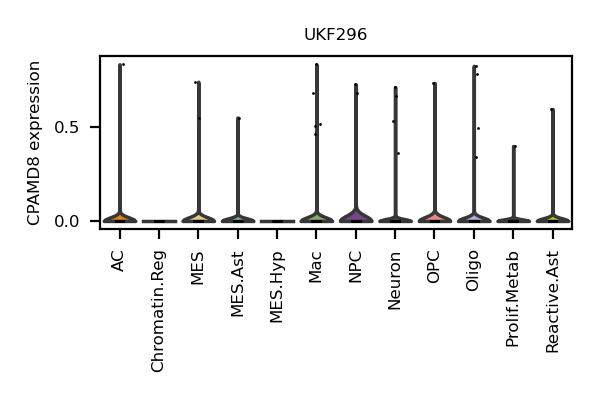 UKF296
CPAMD8 expression
0.5
0.0
AC
Chromatin.Reg
MES
MES.Ast
MES.Hyp
Mac
NPC
Neuron
OPC
Oligo
Prolif.Metab
Reactive.Ast